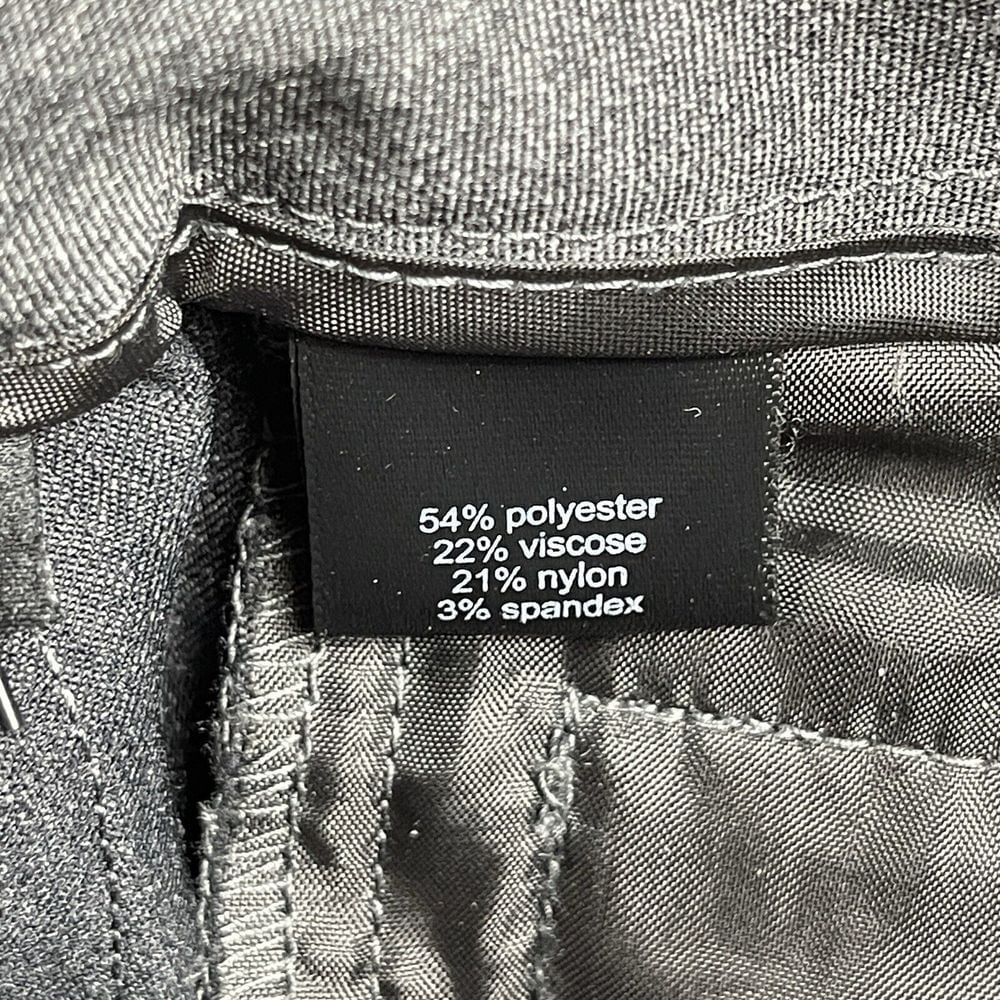 54% polyester
22% viscose
21% nylon
3% spandex